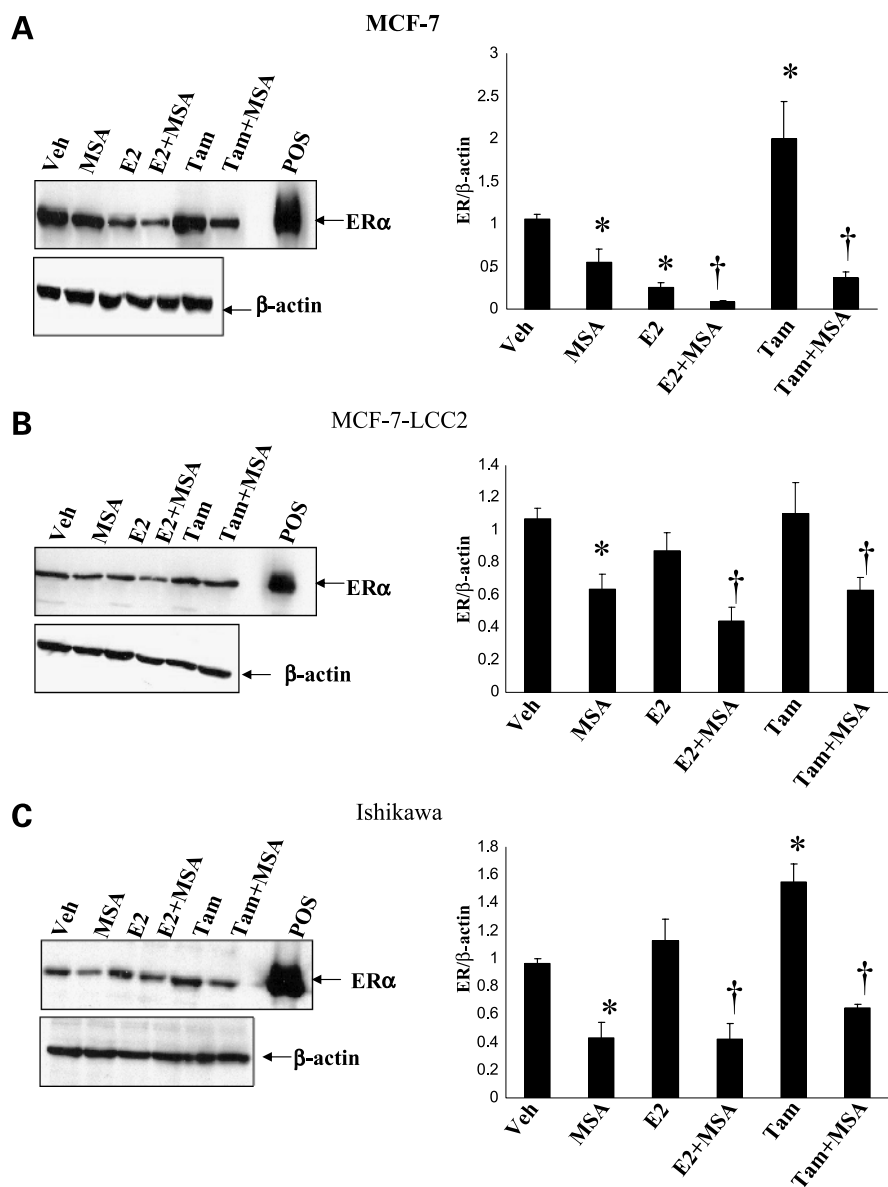 A
MCF-7
Veh
MSA
E2
E2+MSA
Tam
Tam+MSA
POS
ERα
β-actin
ER/β-actin
3
2.5
2
1.5
1
05
0
*
*
†
*
†
Veh
MSA
E2
E2+MSA
Tam
Tam+MSA
B
MCF-7-LCC2
Veh
MSA
E2
E2+MSA
Tam
Tam+MSA
POS
ERα
β-actin
ER/β-actin
1.4
1.2
1
0.8
0.6
0.4
0.2
0
*
†
†
Veh
MSA
E2
E2+MSA
Tam
Tam+MSA
C
Ishikawa
Veh
MSA
E2
E2+MSA
Tam
Tam+MSA
POS
ERα
β-actin
ER/β-actin
1.8
1.6
1.4
1.2
1
0.8
0.6
0.4
0.2
0
*
†
*
†
Veh
MSA
E2
E2+MSA
Tam
Tam+MSA